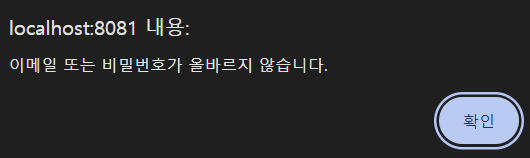 localhost:8081 내용:
이메일 또는 비밀번호가 올바르지 않습니다.
확인